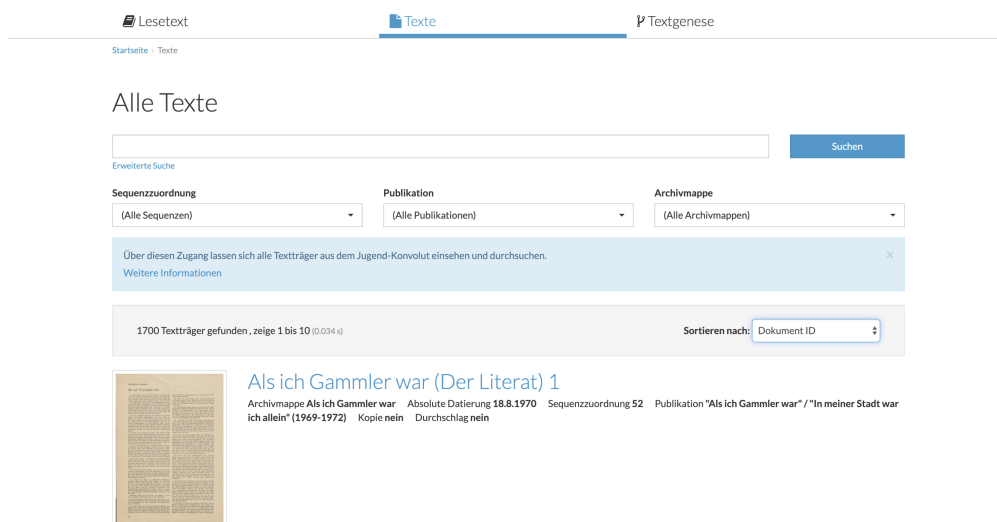 Lesetext
Texte
Textgenese
Startseite › Texte
Alle Texte
Suchen
Erweiterte Suche
Sequenzzuordnung
Publikation
Archivmappe
(Alle Sequenzen)
(Alle Publikationen)
(Alle Archivmappen)
Über diesen Zugang lassen sich alle Textträger aus dem Jugend-Konvolut einsehen und durchsuchen.
×
Weitere Informationen
1700 Textträger gefunden , zeige 1 bis 10 (0.034 s)
Sortieren nach: Dokument ID
Als ich Gammler war (Der Literat) 1
Archivmappe Als ich Gammler war Absolute Datierung 18.8.1970 Sequenzzuordnung 52 Publikation "Als ich Gammler war" / "In meiner Stadt war
ich allein" (1969-1972) Kopie nein Durchschlag nein